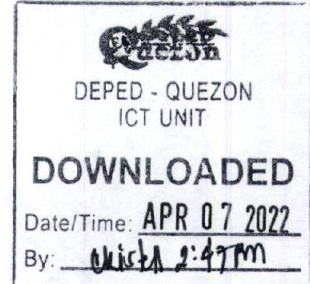 Quezon
DEPED - QUEZON
ICT UNIT
DOWNLOADED
Date/Time: APR 07 2022
By: 2:47PM